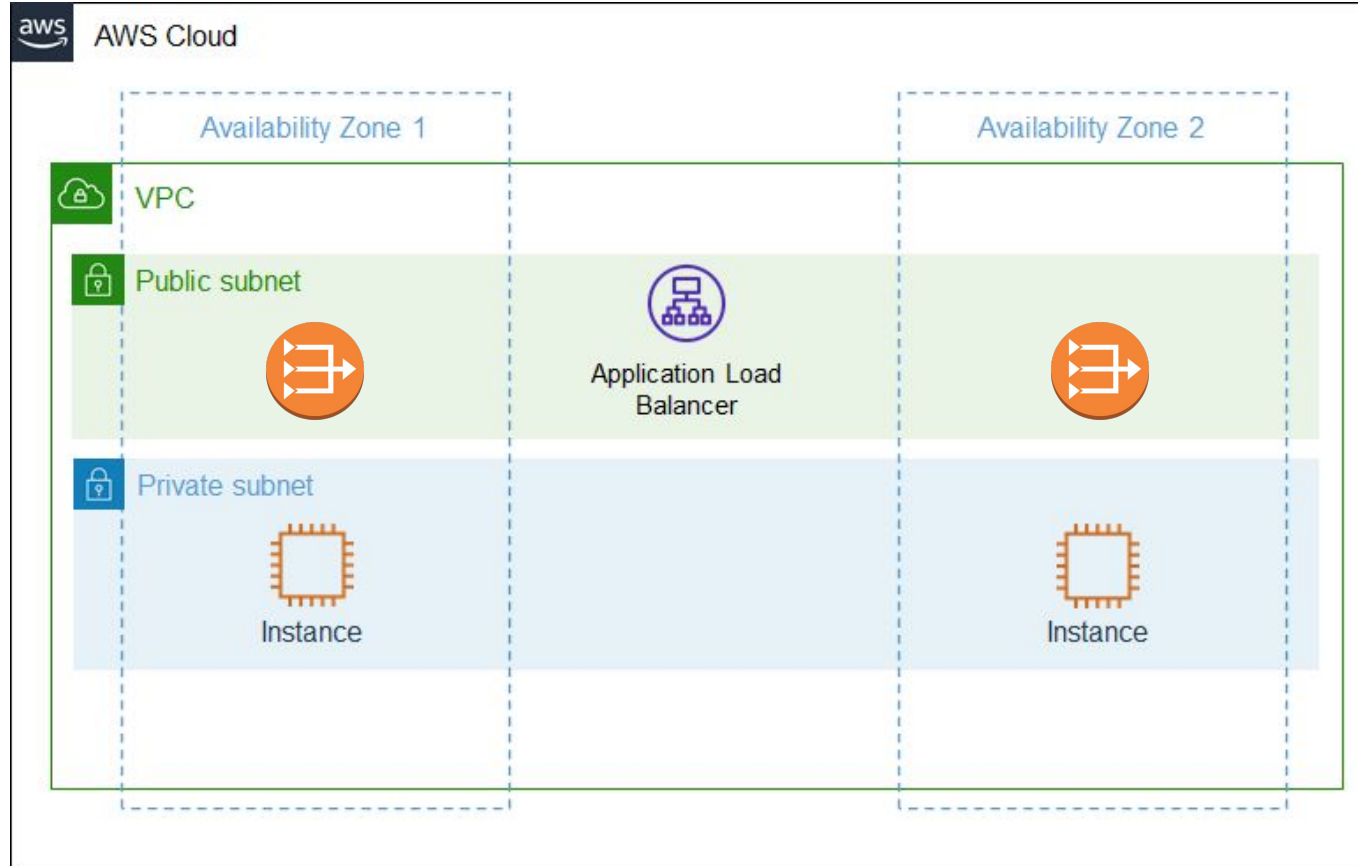 aws
AWS Cloud
Availability Zone 1
Availability Zone 2
VPC
Public subnet
Application Load
Balancer
Private subnet
Instance
Instance